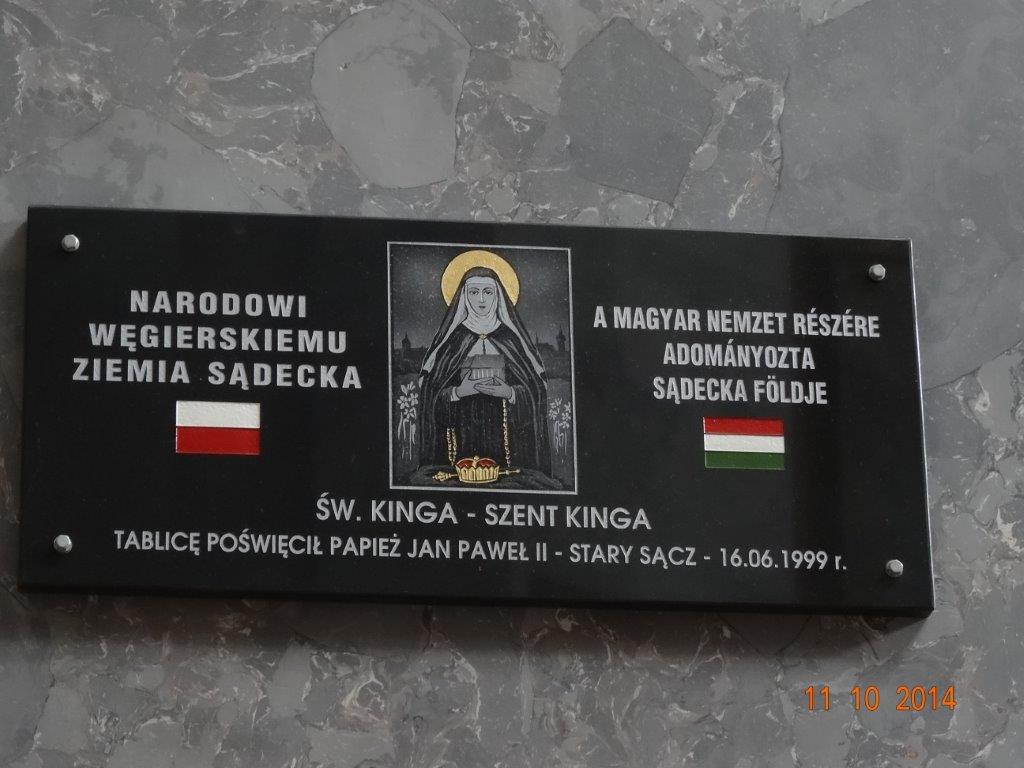 NARODOWI
WĘGIERSKIEMU
ZIEMIA SĄDECKA
A MAGYAR NEMZET RÉSZÉRE
ADOMÁNYOZTA
SĄDECKA FÖLDJE
ŚW. KINGA - SZENT KINGA
TABLICĘ POŚWIĘCIŁ PAPIEŻ JAN PAWEŁ II - STARY SĄCZ - 16.06.1999 r.
11 10 2014